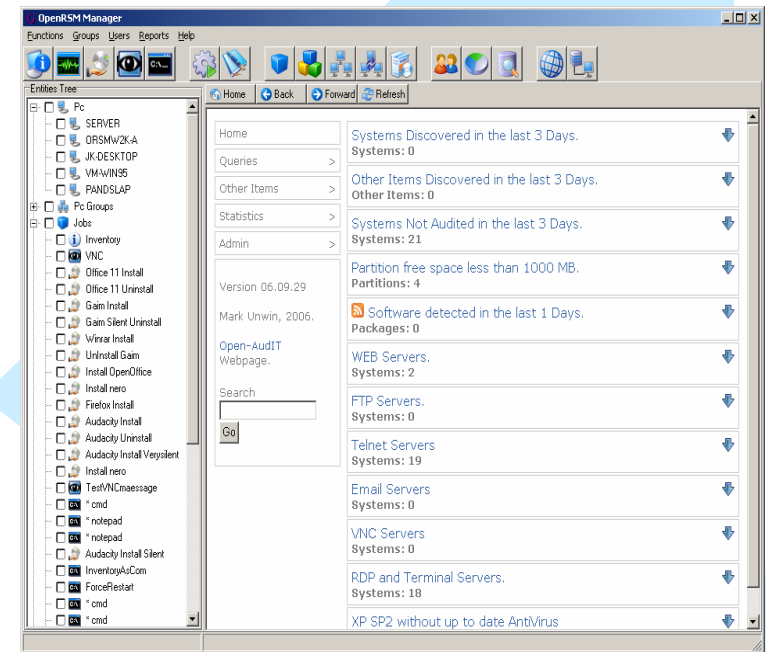 OpenRSM Manager
Functions Groups Users Reports Help
Entities Tree
Pc
SERVER
ORSMW2K-A
JK-DESKTOP
VM-WIN95
PANDSLAP
Pc Groups
Jobs
Inventory
VNC
Office 11 Install
Office 11 Uninstall
Gaim Install
Gaim Silent Uninstall
Winrar Install
UnInstall Gaim
Install OpenOffice
Install nero
Firefox Install
Audacity Install
Audacity Uninstall
Audacity Install Verysilent
Install nero
TestVNCmaessage
* cmd
* notepad
* notepad
Audacity Install Silent
InventoryAsCom
ForceRestart
* cmd
* cmd
Home Back Forward Refresh
Home
Queries >
Other Items >
Statistics >
Admin >
Version 06.09.29
Mark Unwin, 2006.
Open-AudIT
Webpage.
Search
Go
Systems Discovered in the last 3 Days.
Systems: 0
Other Items Discovered in the last 3 Days.
Other Items: 0
Systems Not Audited in the last 3 Days.
Systems: 21
Partition free space less than 1000 MB.
Partitions: 4
Software detected in the last 1 Days.
Packages: 0
WEB Servers.
Systems: 2
FTP Servers.
Systems: 0
Telnet Servers
Systems: 19
Email Servers
Systems: 0
VNC Servers
Systems: 0
RDP and Terminal Servers.
Systems: 18
XP SP2 without up to date AntiVirus